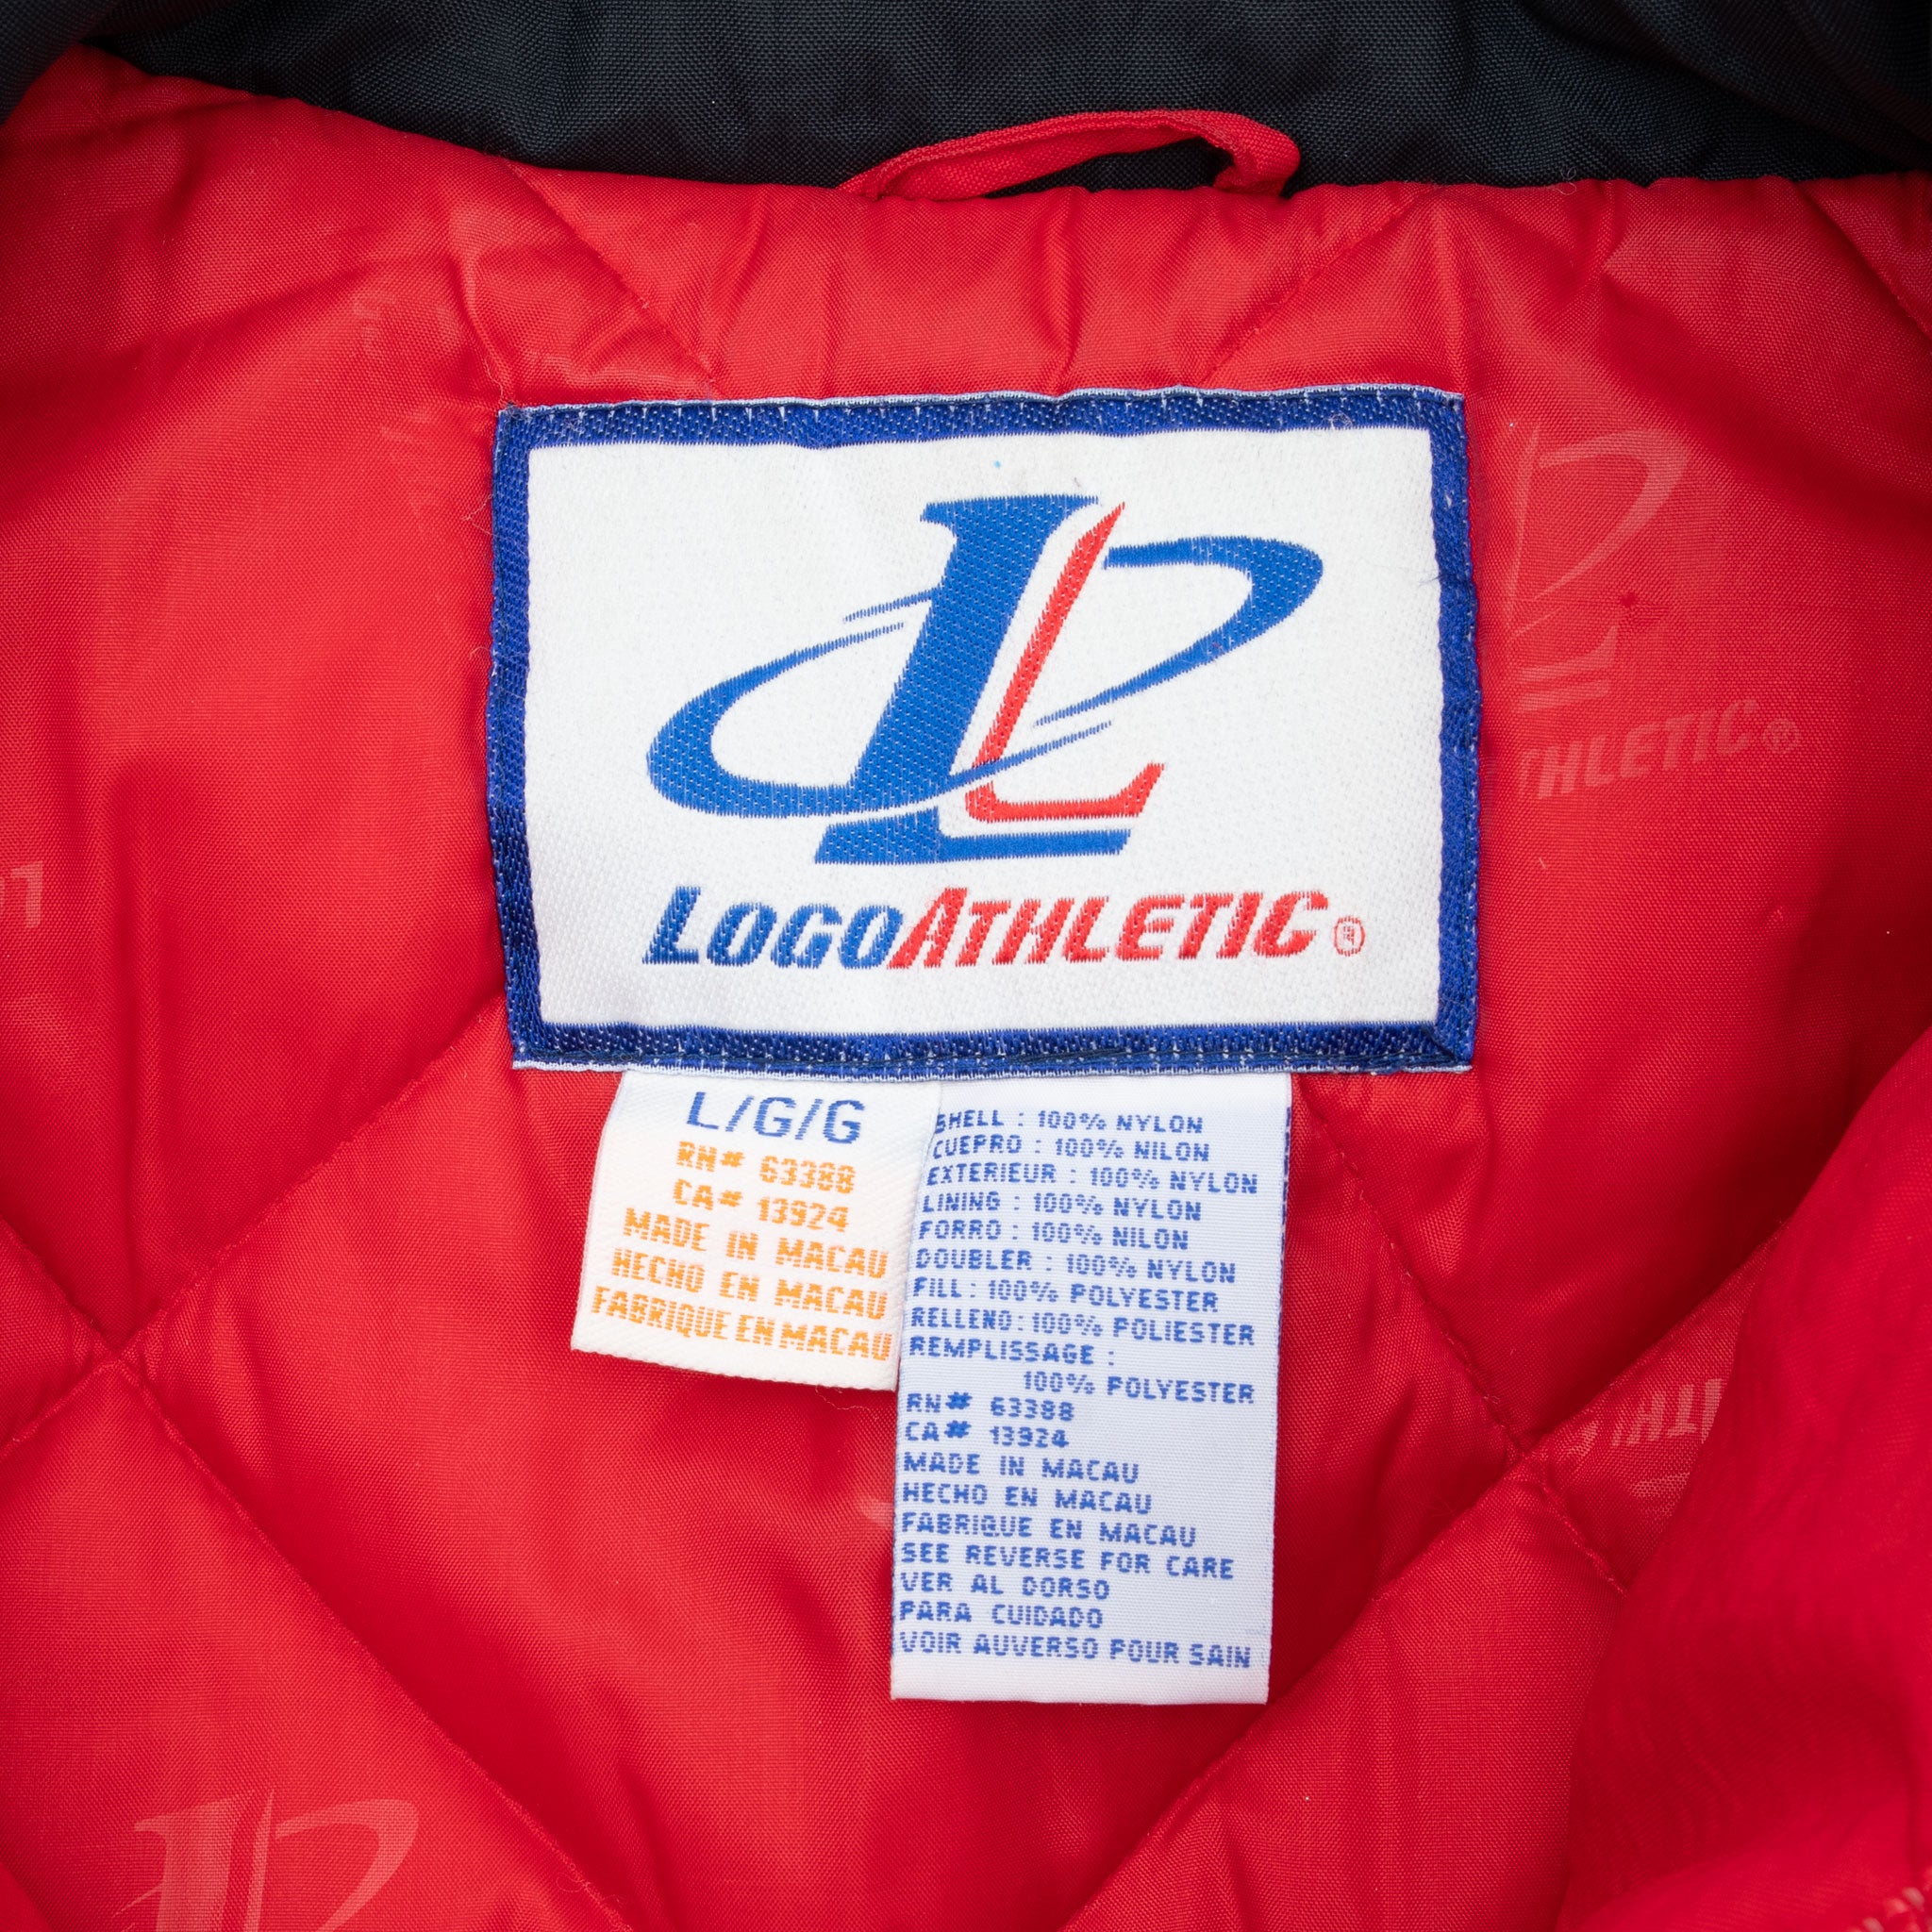 LOGOATHLETIC®
L/G/G
RN# 63388
CA# 13924
MADE IN MACAU
HECHO EN MACAU
FABRIQUE EN MACAU
SHELL : 100% NYLON
CUEPRO : 100% NILON
EXTERIEUR : 100% NYLON
LINING : 100% NYLON
FORRO : 100% NILON
DOUBLER : 100% NYLON
FILL : 100% POLYESTER
RELLENO : 100% POLIESTER
REMPLISSAGE :
100% POLYESTER
RN# 63388
CA# 13924
MADE IN MACAU
HECHO EN MACAU
FABRIQUE EN MACAU
SEE REVERSE FOR CARE
VER AL DORSO
PARA CUIDADO
VOIR AUVERSO POUR SAIN
THLETIC®